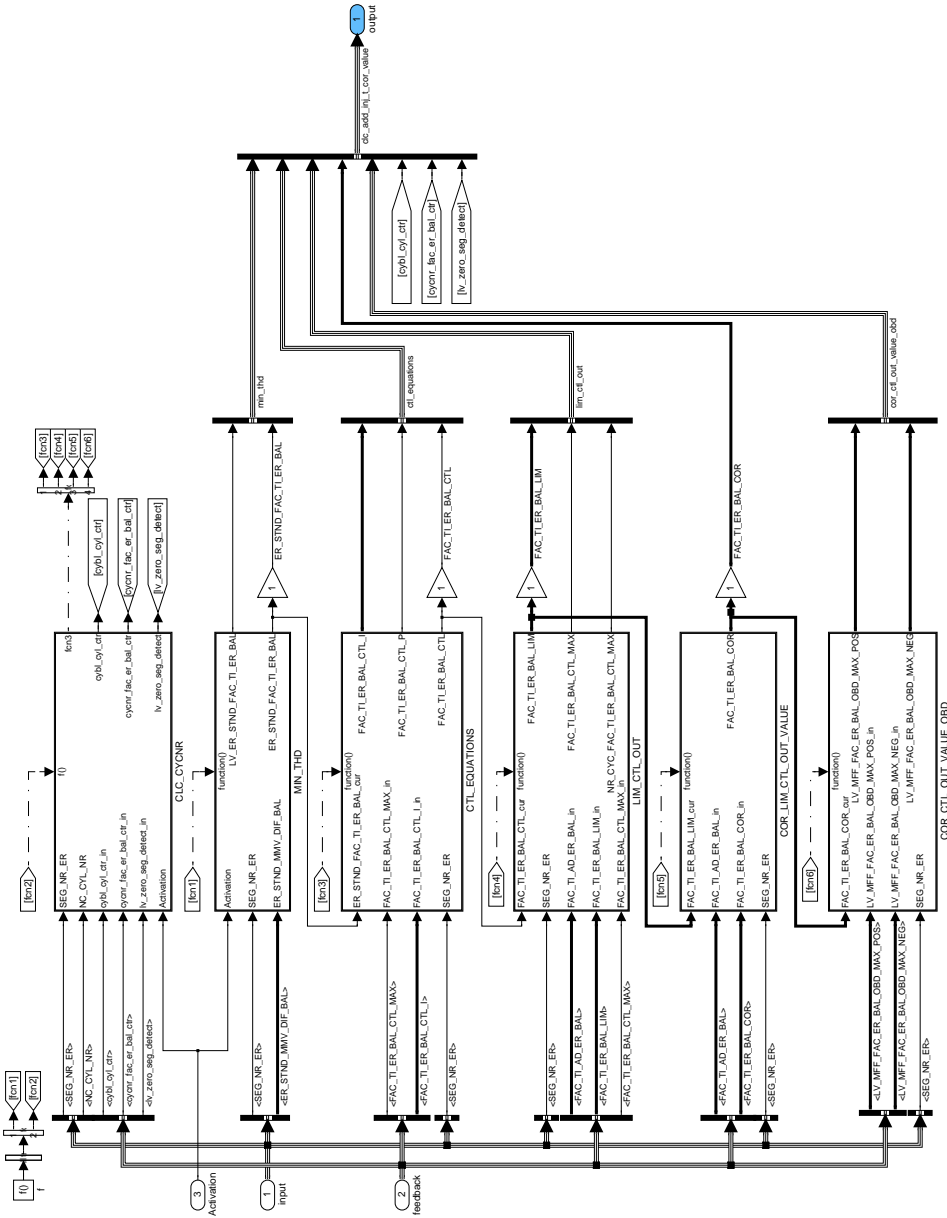 f()
f
[fcn1]
[fcn2]
3
Activation
1
input
2
feedback
<SEG_NR_ER>
<NC_CYL_NR>
<cybl_cyl_ctr>
<cycnr_fac_er_bal_ctr>
<lv_zero_seg_detect>
[fcn2]
SEG_NR_ER
NC_CYL_NR
cybl_cyl_ctr_in
cycnr_fac_er_bal_ctr_in
lv_zero_seg_detect_in
Activation
f()
fcn3
cybl_cyl_ctr
cycnr_fac_er_bal_ctr
lv_zero_seg_detect
CLC_CYCNR
1
2
3
4
[fcn3]
[fcn4]
[fcn5]
[fcn6]
[cybl_cyl_ctr]
[cycnr_fac_er_bal_ctr]
[lv_zero_seg_detect]
<SEG_NR_ER>
<ER_STND_MMV_DIF_BAL>
[fcn1]
Activation
SEG_NR_ER
ER_STND_MMV_DIF_BAL
function()
LV_ER_STND_FAC_TI_ER_BAL
ER_STND_FAC_TI_ER_BAL
MIN_THD
1
ER_STND_FAC_TI_ER_BAL
min_thd
<FAC_TI_ER_BAL_CTL_MAX>
<FAC_TI_ER_BAL_CTL_I>
<SEG_NR_ER>
[fcn3]
ER_STND_FAC_TI_ER_BAL_cur
FAC_TI_ER_BAL_CTL_MAX_in
FAC_TI_ER_BAL_CTL_I_in
SEG_NR_ER
function()
FAC_TI_ER_BAL_CTL_I
FAC_TI_ER_BAL_CTL_P
FAC_TI_ER_BAL_CTL
CTL_EQUATIONS
1
FAC_TI_ER_BAL_CTL
ctl_equations
<SEG_NR_ER>
<FAC_TI_AD_ER_BAL>
<FAC_TI_ER_BAL_LIM>
<FAC_TI_ER_BAL_CTL_MAX>
[fcn4]
FAC_TI_ER_BAL_CTL_cur
SEG_NR_ER
FAC_TI_AD_ER_BAL_in
FAC_TI_ER_BAL_LIM_in
FAC_TI_ER_BAL_CTL_MAX_in
function()
FAC_TI_ER_BAL_LIM
FAC_TI_ER_BAL_CTL_MAX
NR_CYC_FAC_TI_ER_BAL_CTL_MAX
LIM_CTL_OUT
1
FAC_TI_ER_BAL_LIM
lim_ctl_out
<FAC_TI_AD_ER_BAL>
<FAC_TI_ER_BAL_COR>
<SEG_NR_ER>
[fcn5]
FAC_TI_ER_BAL_LIM_cur
FAC_TI_AD_ER_BAL_in
FAC_TI_ER_BAL_COR_in
SEG_NR_ER
function()
FAC_TI_ER_BAL_COR
COR_LIM_CTL_OUT_VALUE
1
FAC_TI_ER_BAL_COR
<LV_MFF_FAC_ER_BAL_OBD_MAX_POS>
<LV_MFF_FAC_ER_BAL_OBD_MAX_NEG>
<SEG_NR_ER>
[fcn6]
FAC_TI_ER_BAL_COR_cur
LV_MFF_FAC_ER_BAL_OBD_MAX_POS_in
LV_MFF_FAC_ER_BAL_OBD_MAX_NEG_in
SEG_NR_ER
function()
LV_MFF_FAC_ER_BAL_OBD_MAX_POS
LV_MFF_FAC_ER_BAL_OBD_MAX_NEG
COR_CTL_OUT_VALUE_OBD
cor_ctl_out_value_obd
[cybl_cyl_ctr]
[cycnr_fac_er_bal_ctr]
[lv_zero_seg_detect]
clc_add_inj_t_cor_value
1
output